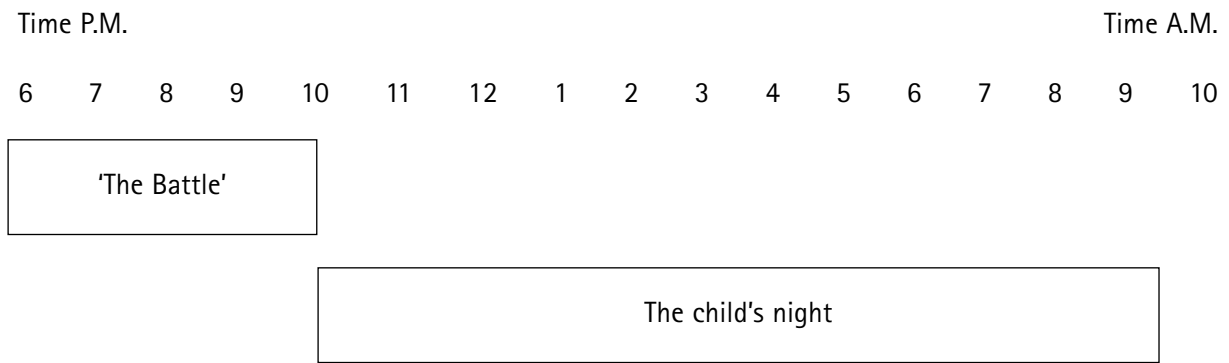 Time P.M. Time A.M.
6 7 8 9 10 11 12 1 2 3 4 5 6 7 8 9 10
'The Battle'
The child's night